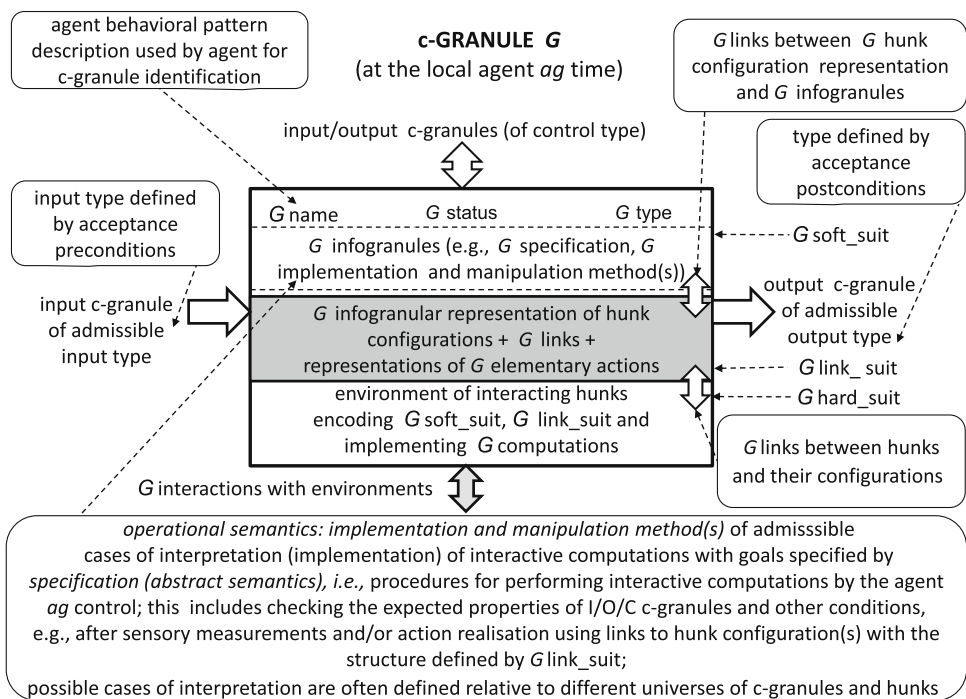 agent behavioral pattern
description used by agent for
c-granule identification
c-GRANULE G
(at the local agent ag time)
G links between G hunk
configuration representation
and G infogranules
input/output c-granules (of control type)
type defined by
acceptance
postconditions
input type defined
by acceptance
preconditions
G name G status G type
G soft_suit
G infogranules (e.g., G specification, G
implementation and manipulation method(s))
input c-granule
of admissible
input type
output c-granule
of admissible
output type
G infogranular representation of hunk
configurations + G links +
representations of G elementary actions
G link_ suit
G hard_suit
environment of interacting hunks
encoding G soft_suit, G link_suit and
implementing G computations
G links between hunks
and their configurations
G interactions with environments
operational semantics: implementation and manipulation method(s) of admisssible
cases of interpretation (implementation) of interactive computations with goals specified by
specification (abstract semantics), i.e., procedures for performing interactive computations by the agent
ag control; this includes checking the expected properties of I/O/C c-granules and other conditions,
e.g., after sensory measurements and/or action realisation using links to hunk configuration(s) with the
structure defined by G link_suit;
possible cases of interpretation are often defined relative to different universes of c-granules and hunks